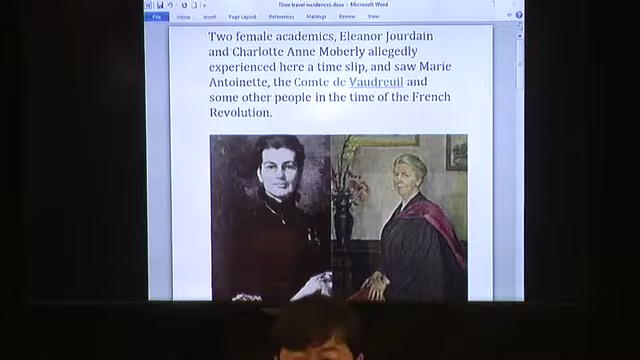 Time travel incidences.docx - Microsoft Word
File Home Insert Page Layout References Mailings Review View
Two female academics, Eleanor Jourdain
and Charlotte Anne Moberly allegedly
experienced here a time slip, and saw Marie
Antoinette, the Comte de Vaudreuil and
some other people in the time of the French
Revolution.